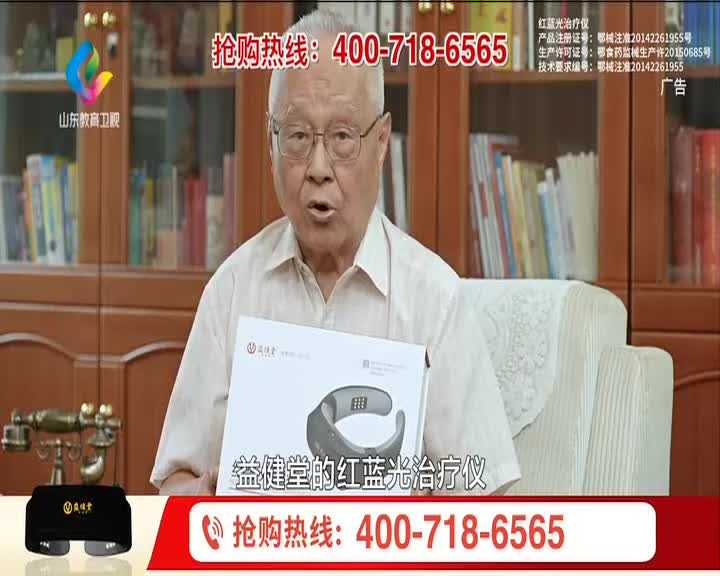 红蓝光治疗仪
产品注册证号：鄂械注准20142261955号
生产许可证号：鄂食药监械生产许20150685号
技术要求编号：鄂械注准20142261955
广告
抢购热线：400-718-6565
山东教育卫视
益健堂
益健堂的红蓝光治疗仪
益健堂
抢购热线：400-718-6565